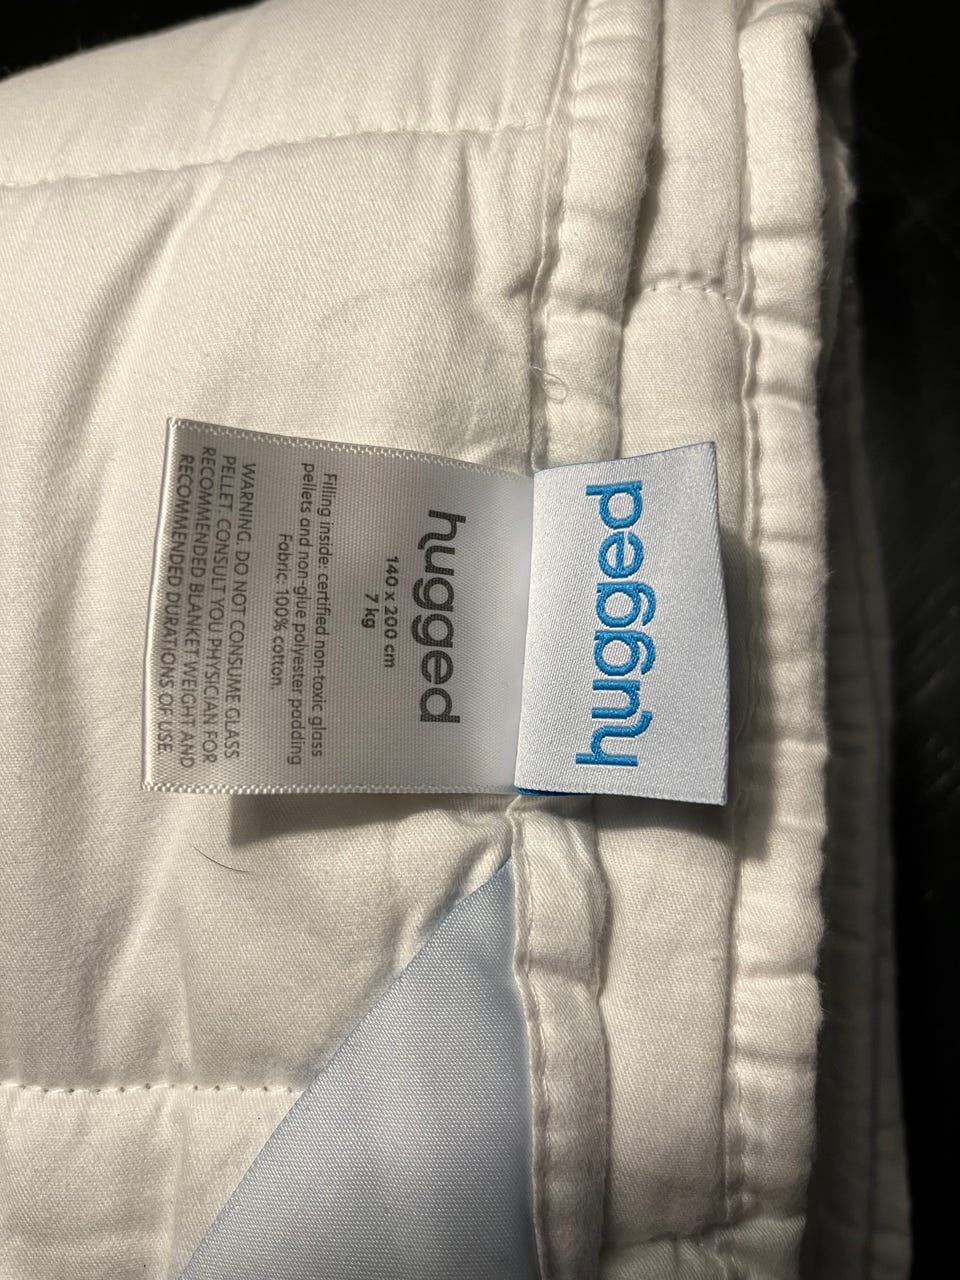 hugged
140 x 200 cm
7 kg
Filling inside: certified non-toxic glass
pellets and non-glue polyester padding
Fabric: 100% cotton.
WARNING. DO NOT CONSUME GLASS
PELLET. CONSULT YOU PHYSICIAN FOR
RECOMMENDED BLANKET WEIGHT AND
RECOMMENDED DURATIONS OF USE.
hugged